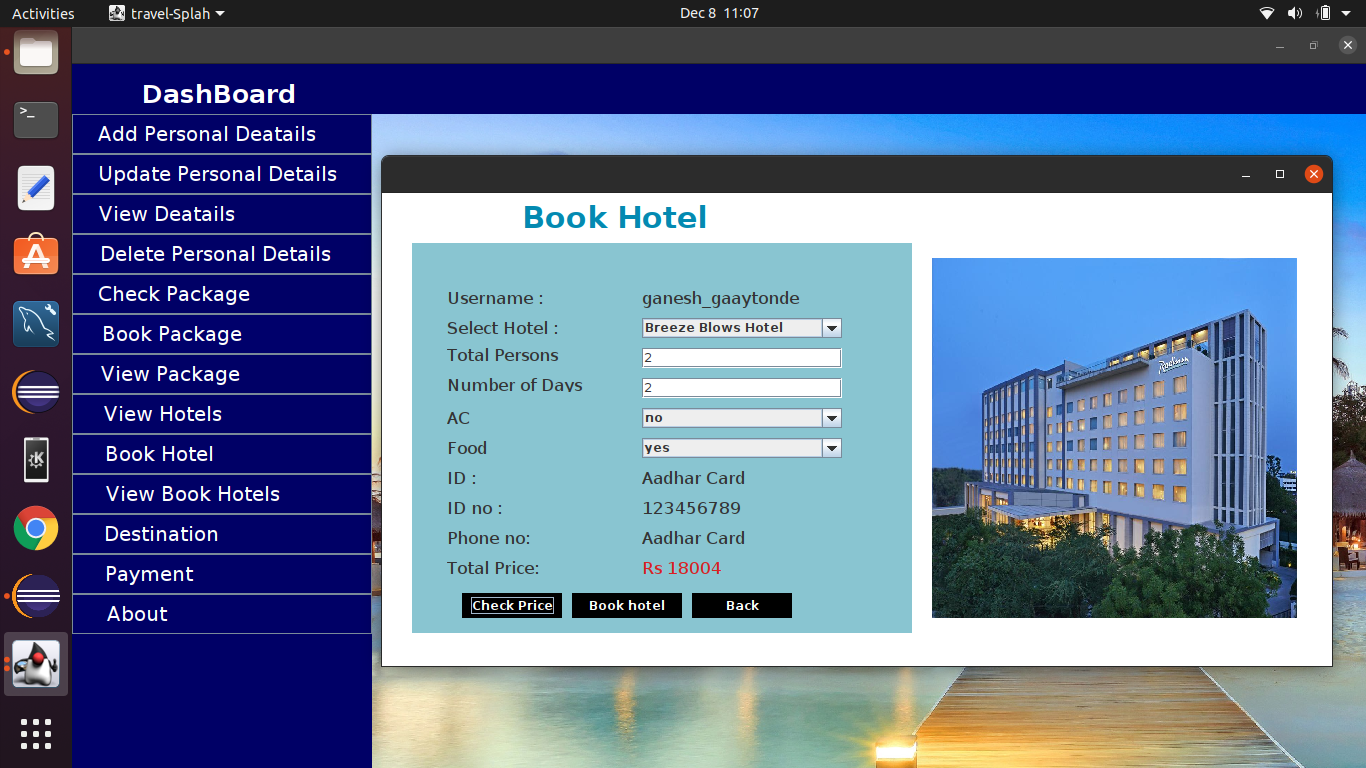 Activities travel-Splah Dec 8 11:07
DashBoard
Add Personal Deatails
Update Personal Details
View Deatails
Delete Personal Details
Check Package
Book Package
View Package
View Hotels
Book Hotel
View Book Hotels
Destination
Payment
About
Book Hotel
Username : ganesh_gaaytonde
Select Hotel : Breeze Blows Hotel
Total Persons 2
Number of Days 2
AC no
Food yes
ID : Aadhar Card
ID no : 123456789
Phone no: Aadhar Card
Total Price: Rs 18004
Check Price Book hotel Back
Radisson